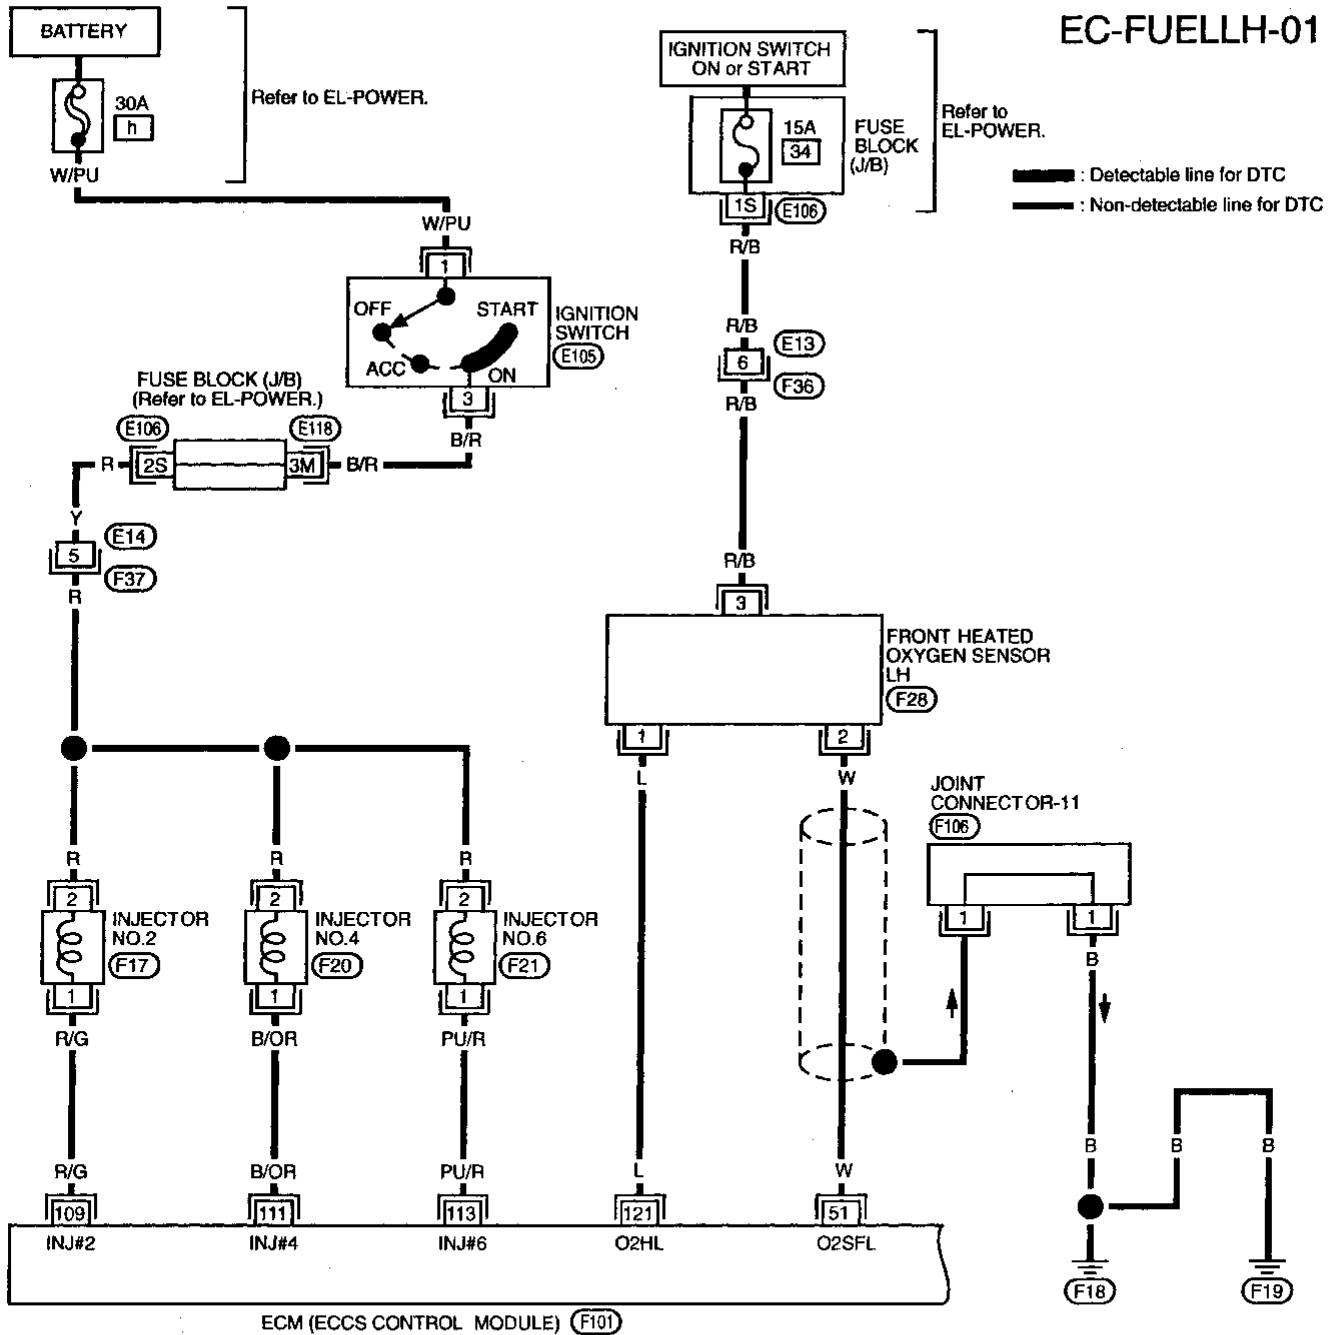 EC-FUELLH-01
BATTERY
30A
h
W/PU
Refer to EL-POWER.
IGNITION SWITCH
ON or START
15A
34
FUSE
BLOCK
(J/B)
Refer to
EL-POWER.
1S
E106
R/B
: Detectable line for DTC
: Non-detectable line for DTC
W/PU
1
OFF
START
ACC
ON
IGNITION
SWITCH
E105
3
B/R
FUSE BLOCK (J/B)
(Refer to EL-POWER.)
E106
E118
R
2S
3M
B/R
Y
E14
5
F37
R
R/B
E13
6
F36
R/B
R/B
3
FRONT HEATED
OXYGEN SENSOR
LH
F28
1
2
L
W
JOINT
CONNECTOR-11
F106
1
1
B
R
R
R
2
2
2
INJECTOR
NO.2
F17
INJECTOR
NO.4
F20
INJECTOR
NO.6
F21
1
1
1
R/G
B/OR
PU/R
R/G
B/OR
PU/R
L
W
B
B
B
109
111
113
121
51
INJ#2
INJ#4
INJ#6
O2HL
O2SFL
F18
F19
ECM (ECCS CONTROL MODULE)
F101